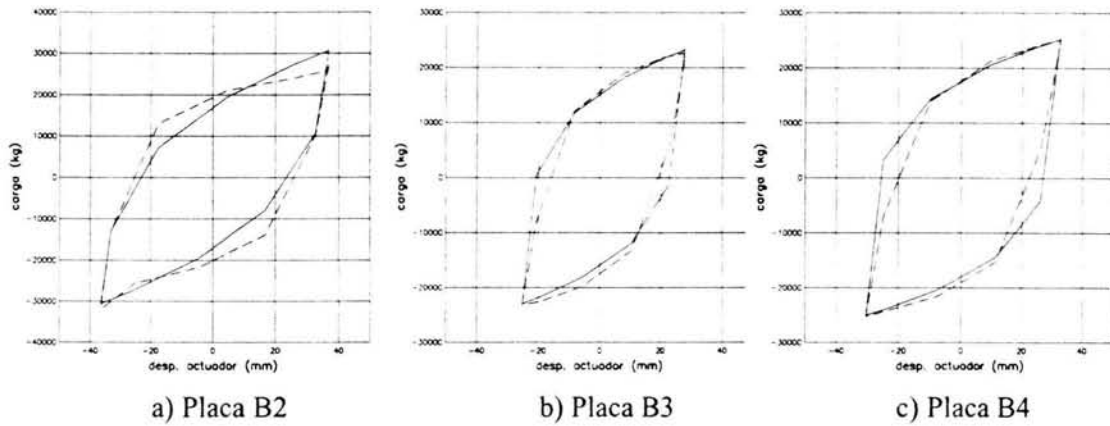 40000
30000
20000
10000
0
-10000
-20000
-30000
-40000
carga (kg)
-40 -20 0 20 40
desp. actuador (mm)
a) Placa B2
30000
20000
10000
0
-10000
-20000
-30000
carga (kg)
-40 -20 0 20 40
desp. actuador (mm)
b) Placa B3
30000
20000
10000
0
-10000
-20000
-30000
carga (kg)
-40 -20 0 20 40
desp. actuador (mm)
c) Placa B4